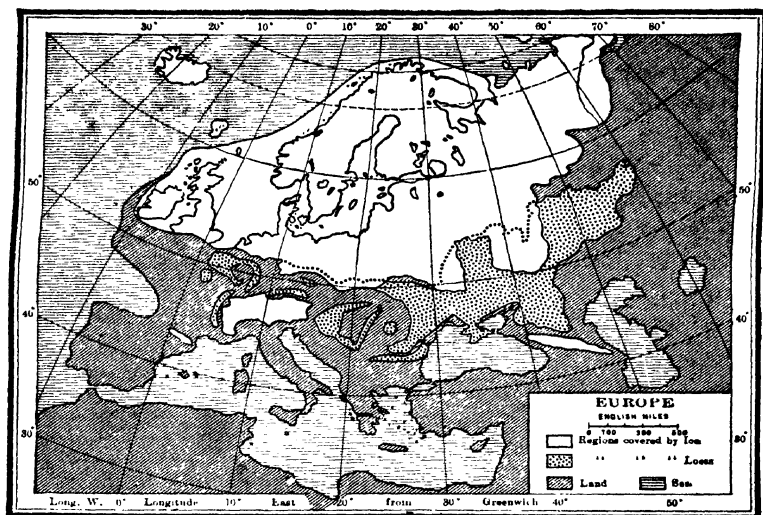 30° 20° 10° 0° 10° 20° 30° 40° 50° 60° 70° 80°
50° 50°
40° 40°
30° 30°
EUROPE
ENGLISH MILES
0 100 300 500
Regions covered by Ice
" " " Loess
Land Sea
Long. W. 0° Longitude 10° East 20° from 30° Greenwich 40° 50°